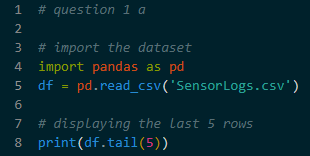 1 # question 1 a
2
3 # import the dataset
4 import pandas as pd
5 df = pd.read_csv('SensorLogs.csv')
6
7 # displaying the last 5 rows
8 print(df.tail(5))